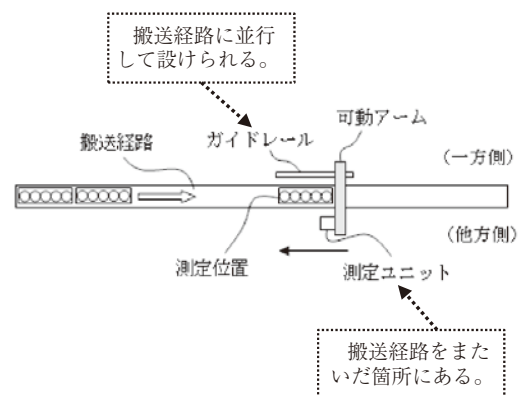 搬送経路に並行
して設けられる。
可動アーム
ガイドレール
搬送経路
(一方側)
(他方側)
測定位置
測定ユニット
搬送経路をまた
いだ箇所にある。